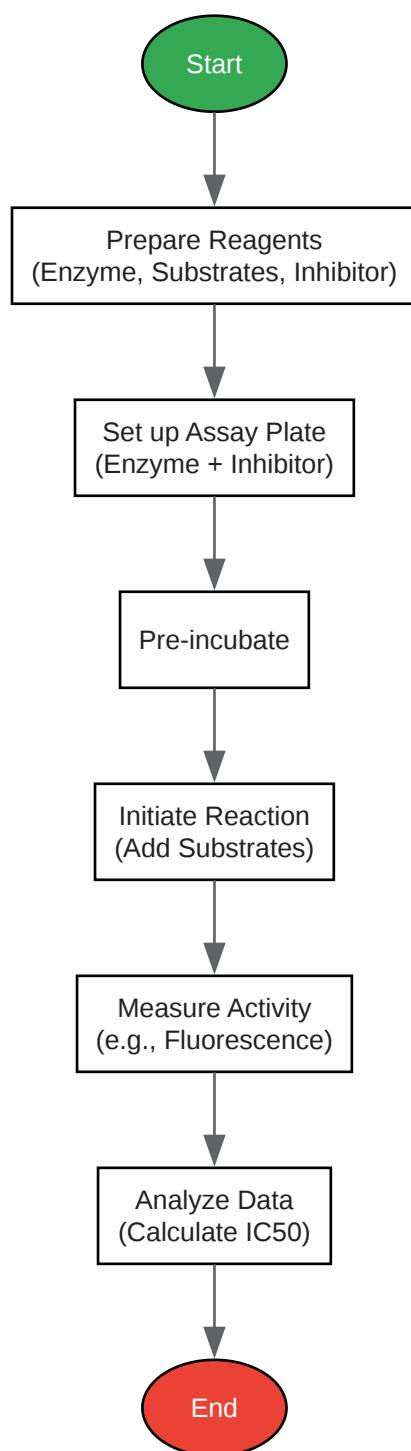 Start
Prepare Reagents
(Enzyme, Substrates, Inhibitor)
Set up Assay Plate
(Enzyme + Inhibitor)
Pre-incubate
Initiate Reaction
(Add Substrates)
Measure Activity
(e.g., Fluorescence)
Analyze Data
(Calculate IC50)
End